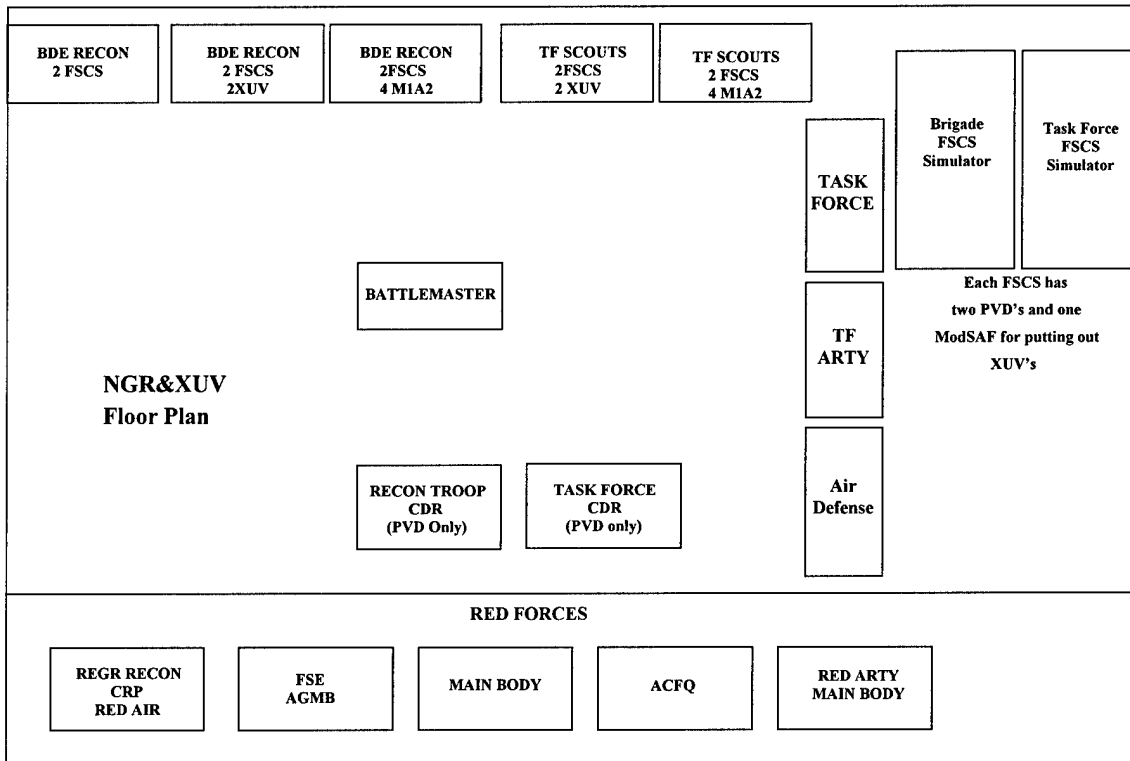 BDE RECON
2 FSCS
BDE RECON
2 FSCS
2XUV
BDE RECON
2FSCS
4 M1A2
TF SCOUTS
2FSCS
2 XUV
TF SCOUTS
2 FSCS
4 M1A2
Brigade
FSCS
Simulator
Task Force
FSCS
Simulator
TASK
FORCE
Each FSCS has
two PVD's and one
ModSAF for putting out
XUV's
BATTLEMASTER
TF
ARTY
NGR&XUV
Floor Plan
RECON TROOP
CDR
(PVD Only)
TASK FORCE
CDR
(PVD only)
Air
Defense
RED FORCES
REGR RECON
CRP
RED AIR
FSE
AGMB
MAIN BODY
ACFQ
RED ARTY
MAIN BODY